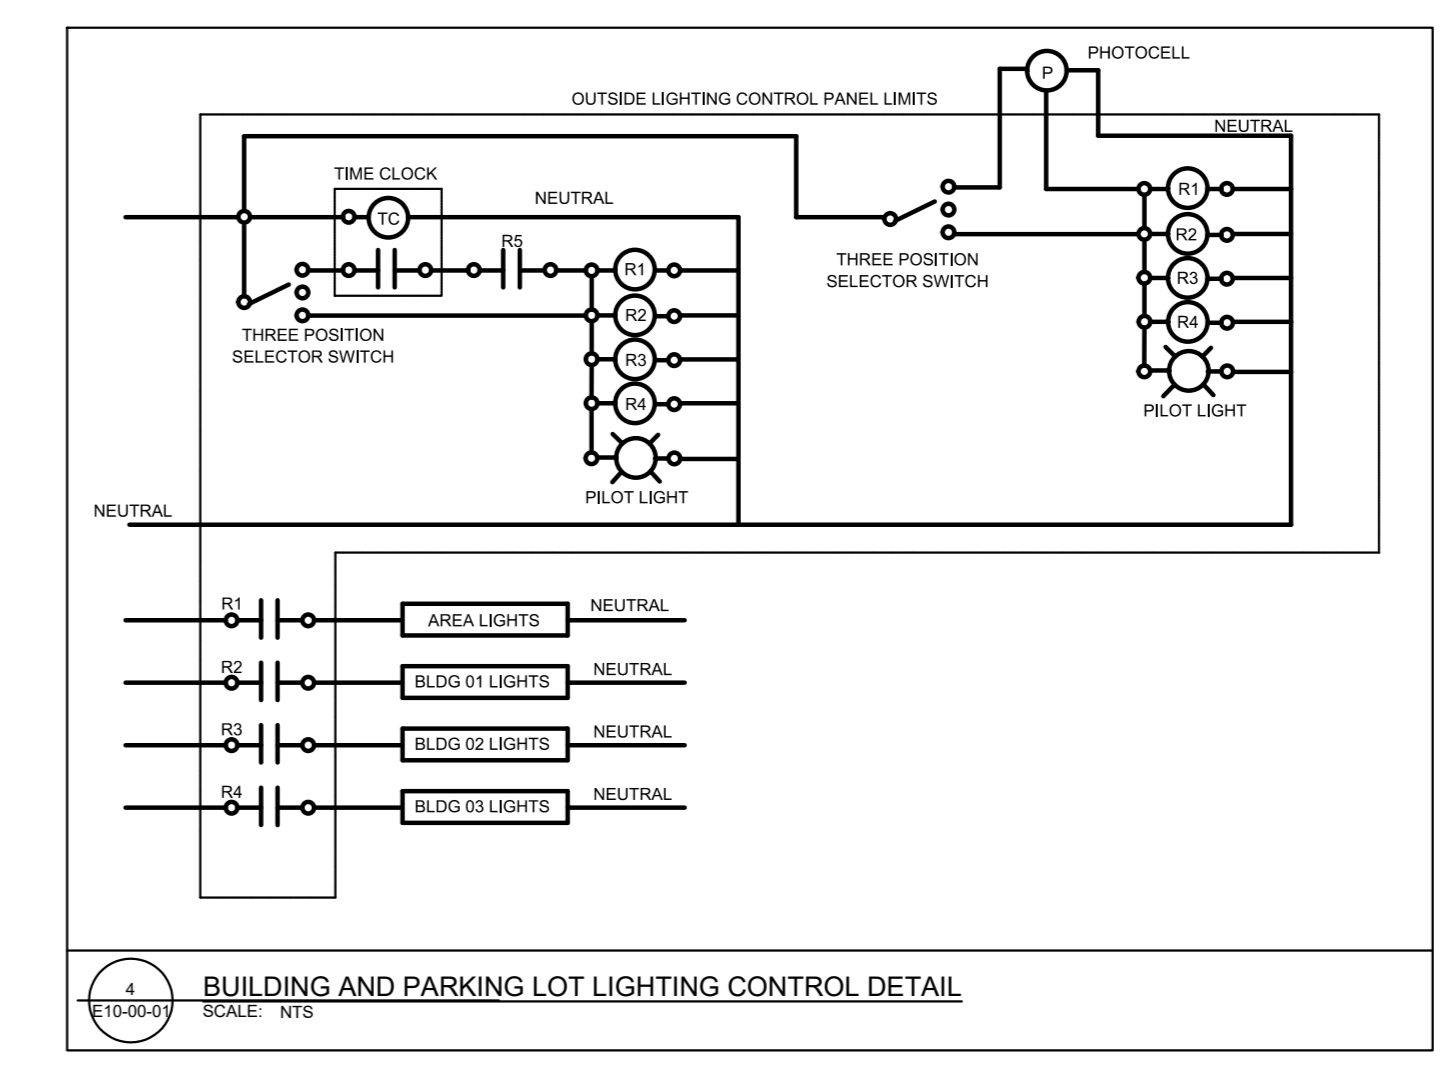 PHOTOCELL
P
OUTSIDE LIGHTING CONTROL PANEL LIMITS
NEUTRAL
TIME CLOCK
NEUTRAL
TC
R5
R1
R2
R3
R4
THREE POSITION
SELECTOR SWITCH
PILOT LIGHT
THREE POSITION
SELECTOR SWITCH
R1
R2
R3
R4
PILOT LIGHT
NEUTRAL
R1
AREA LIGHTS
NEUTRAL
R2
BLDG 01 LIGHTS
NEUTRAL
R3
BLDG 02 LIGHTS
NEUTRAL
R4
BLDG 03 LIGHTS
NEUTRAL
4
E10-00-01
BUILDING AND PARKING LOT LIGHTING CONTROL DETAIL
SCALE: NTS